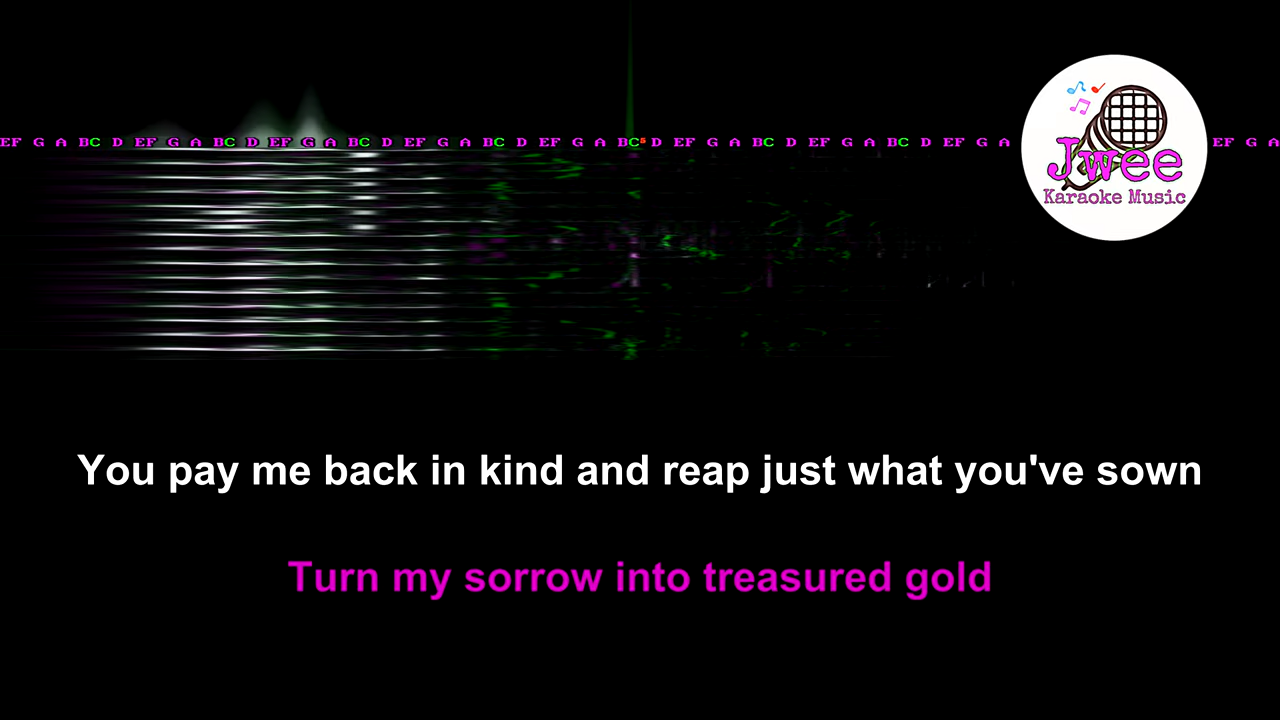 EF G A BC D EF G A BC D EF G A BC D EF G A BC D EF G A BC D EF G A BC D EF G A BC D EF G A EF G A
Jwee
Karaoke Music
You pay me back in kind and reap just what you've sown
Turn my sorrow into treasured gold